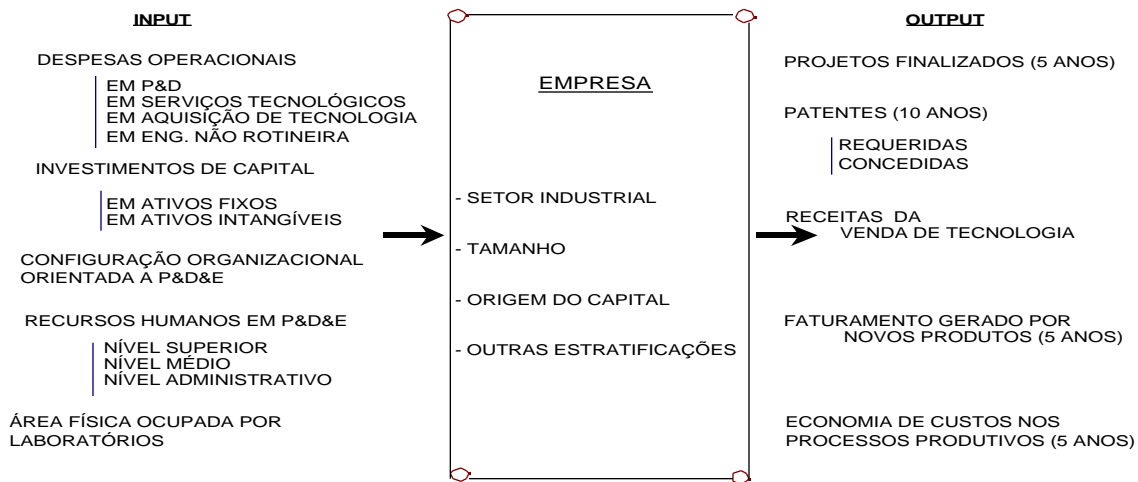 INPUT
DESPESAS OPERACIONAIS
EM P&D
EM SERVIÇOS TECNOLÓGICOS
EM AQUISIÇÃO DE TECNOLOGIA
EM ENG. NÃO ROTINEIRA
INVESTIMENTOS DE CAPITAL
EM ATIVOS FIXOS
EM ATIVOS INTANGÍVEIS
CONFIGURAÇÃO ORGANIZACIONAL
ORIENTADA A P&D&E
RECURSOS HUMANOS EM P&D&E
NÍVEL SUPERIOR
NÍVEL MÉDIO
NÍVEL ADMINISTRATIVO
ÁREA FÍSICA OCUPADA POR
LABORATÓRIOS
EMPRESA
- SETOR INDUSTRIAL
- TAMANHO
- ORIGEM DO CAPITAL
- OUTRAS ESTRATIFICAÇÕES
OUTPUT
PROJETOS FINALIZADOS (5 ANOS)
PATENTES (10 ANOS)
REQUERIDAS
CONCEDIDAS
RECEITAS DA
VENDA DE TECNOLOGIA
FATURAMENTO GERADO POR
NOVOS PRODUTOS (5 ANOS)
ECONOMIA DE CUSTOS NOS
PROCESSOS PRODUTIVOS (5 ANOS)